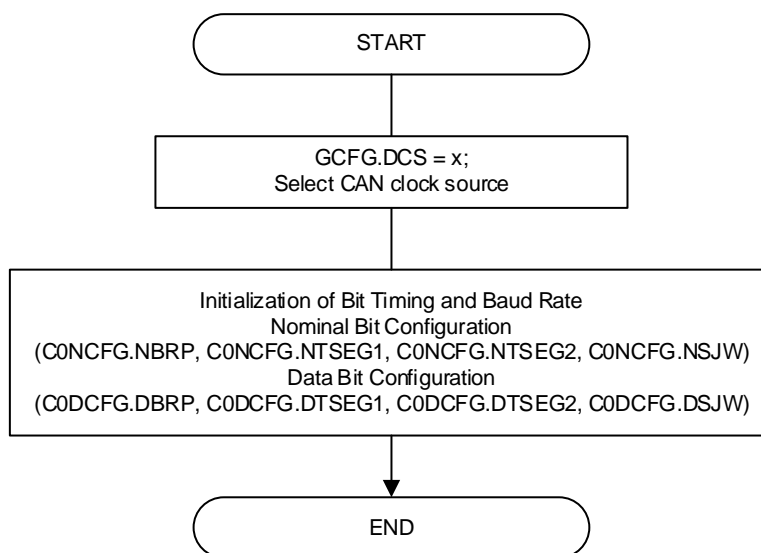 START
GCFG.DCS = x;
Select CAN clock source
Initialization of Bit Timing and Baud Rate
Nominal Bit Configuration
(C0NCFG.NBRP, C0NCFG.NTSEG1, C0NCFG.NTSEG2, C0NCFG.NSJW)
Data Bit Configuration
(C0DCFG.DBRP, C0DCFG.DTSEG1, C0DCFG.DTSEG2, C0DCFG.DSJW)
END